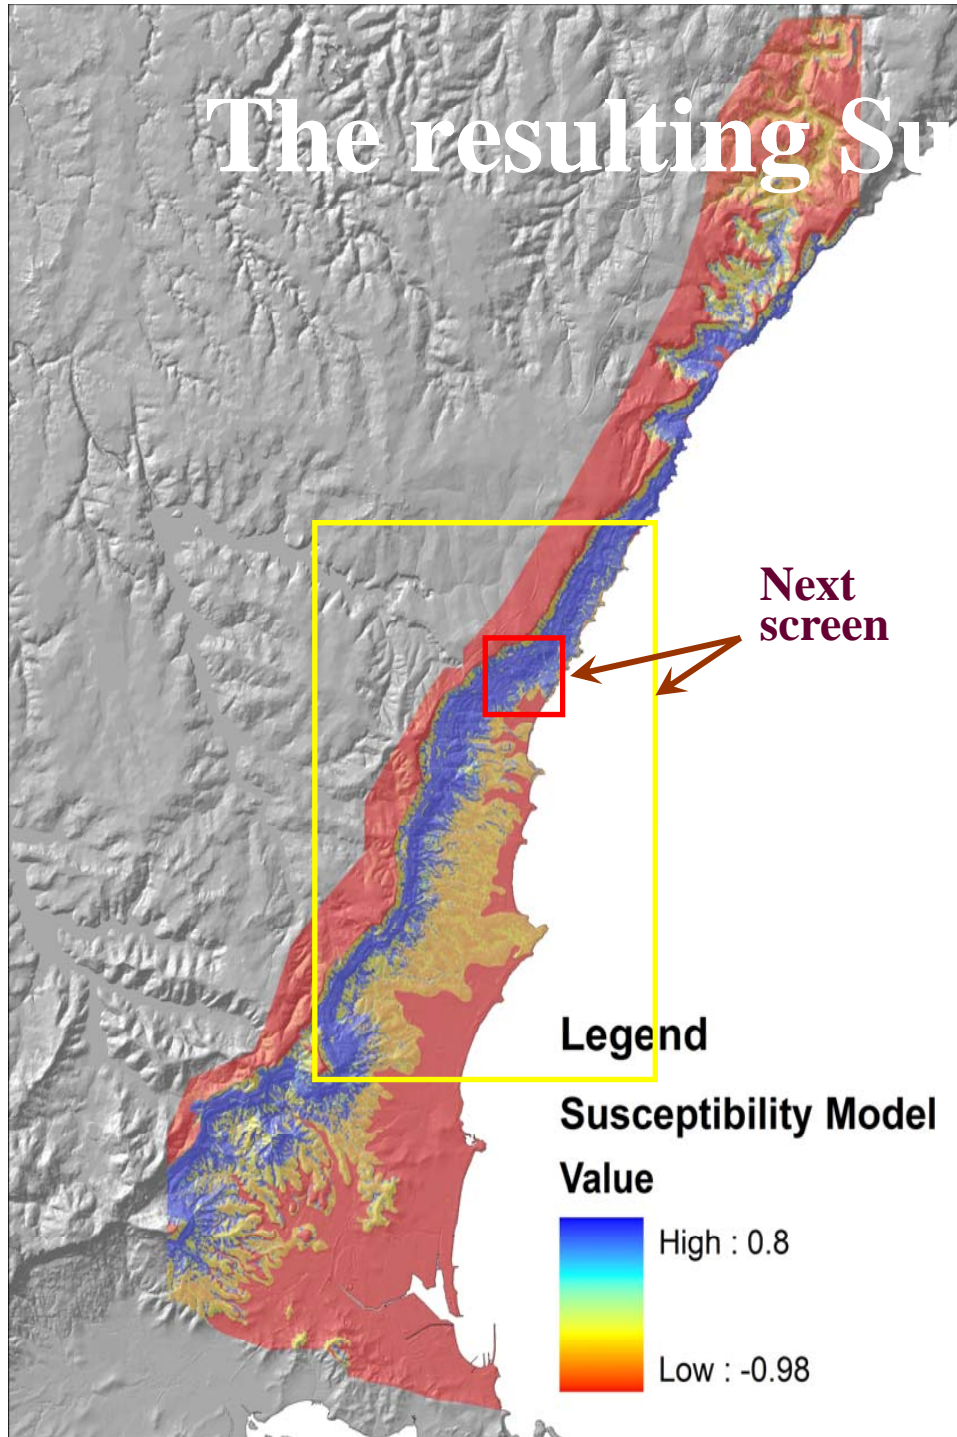 The resulting Su
Next
screen
Legend
Susceptibility Model
Value
High : 0.8
Low : -0.98